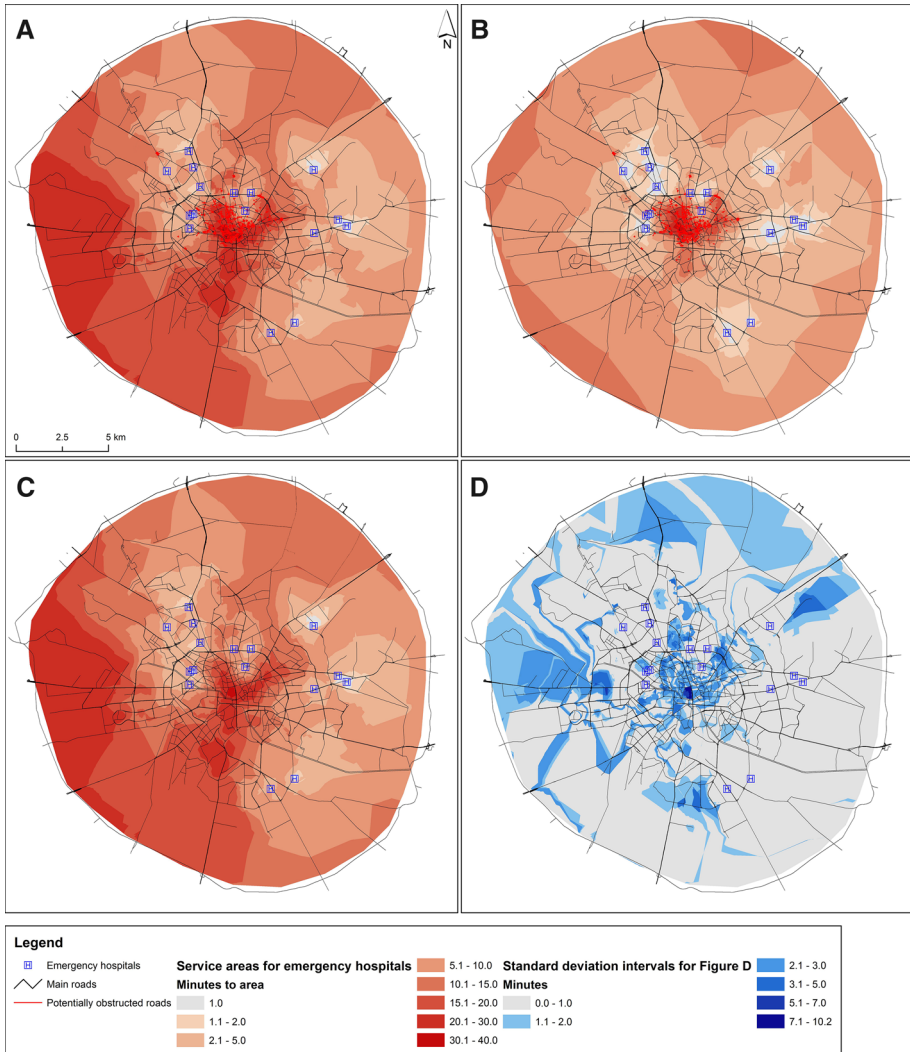 A
N
B
0 2.5 5 km
C
D
Legend
Emergency hospitals
Main roads
Potentially obstructed roads
Service areas for emergency hospitals
Minutes to area
1.0
1.1 - 2.0
2.1 - 5.0
5.1 - 10.0
10.1 - 15.0
15.1 - 20.0
20.1 - 30.0
30.1 - 40.0
Standard deviation intervals for Figure D
Minutes
0.0 - 1.0
1.1 - 2.0
2.1 - 3.0
3.1 - 5.0
5.1 - 7.0
7.1 - 10.2